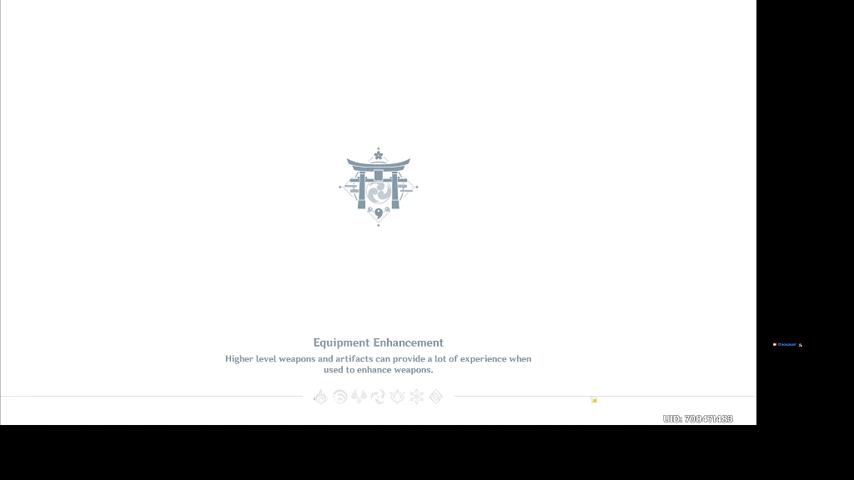 Equipment Enhancement
Higher level weapons and artifacts can provide a lot of experience when
used to enhance weapons.